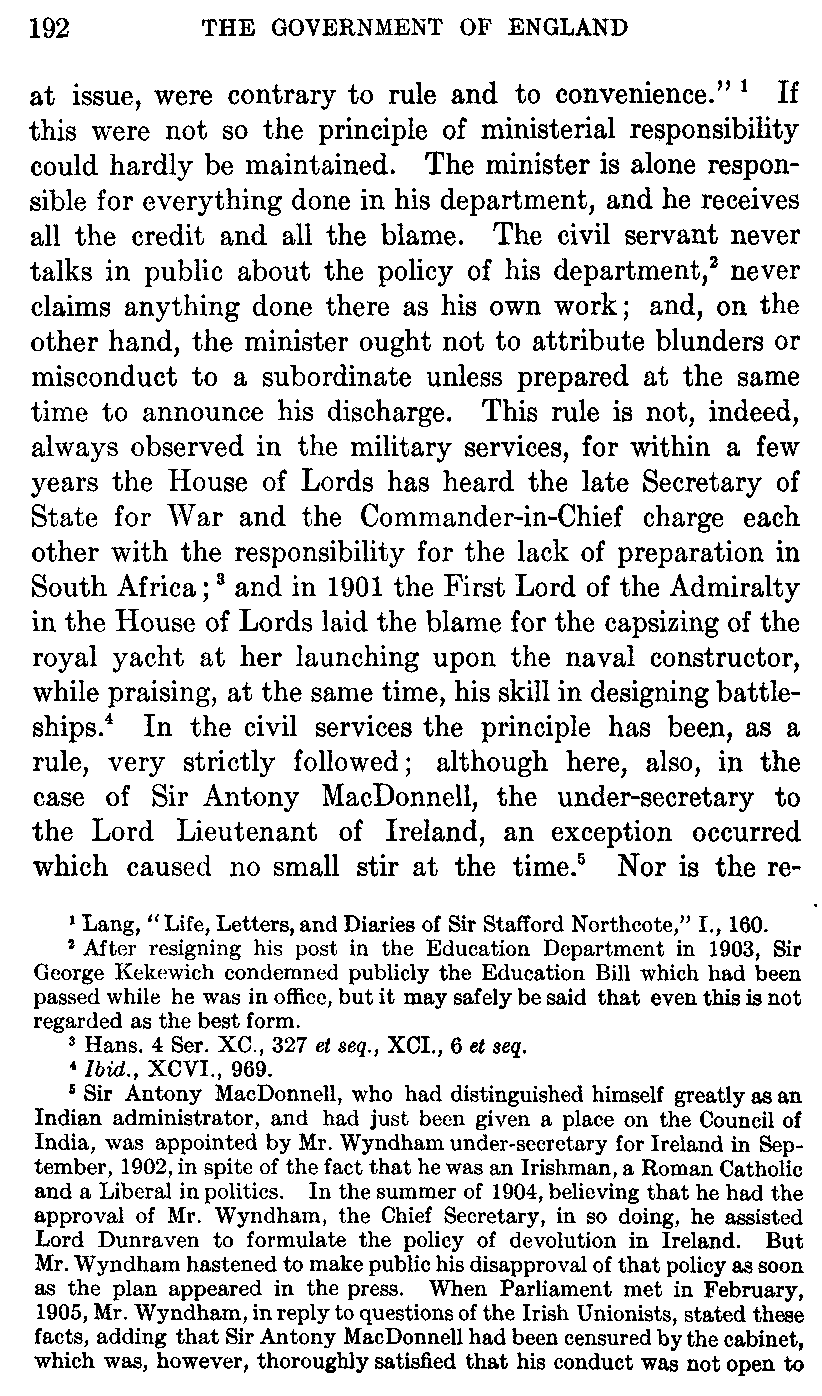 192 THE GOVERNMENT OF ENGLAND
at issue, were contrary to rule and to convenience.” ¹ If
this were not so the principle of ministerial responsibility
could hardly be maintained. The minister is alone respon-
sible for everything done in his department, and he receives
all the credit and all the blame. The civil servant never
talks in public about the policy of his department,² never
claims anything done there as his own work; and, on the
other hand, the minister ought not to attribute blunders or
misconduct to a subordinate unless prepared at the same
time to announce his discharge. This rule is not, indeed,
always observed in the military services, for within a few
years the House of Lords has heard the late Secretary of
State for War and the Commander-in-Chief charge each
other with the responsibility for the lack of preparation in
South Africa; ³ and in 1901 the First Lord of the Admiralty
in the House of Lords laid the blame for the capsizing of the
royal yacht at her launching upon the naval constructor,
while praising, at the same time, his skill in designing battle-
ships.⁴ In the civil services the principle has been, as a
rule, very strictly followed; although here, also, in the
case of Sir Antony MacDonnell, the under-secretary to
the Lord Lieutenant of Ireland, an exception occurred
which caused no small stir at the time.⁵ Nor is the re-
¹ Lang, “Life, Letters, and Diaries of Sir Stafford Northcote,” I., 160.
² After resigning his post in the Education Department in 1903, Sir
George Kekewich condemned publicly the Education Bill which had been
passed while he was in office, but it may safely be said that even this is not
regarded as the best form.
³ Hans. 4 Ser. XC., 327 et seq., XCI., 6 et seq.
⁴ Ibid., XCVI., 969.
⁵ Sir Antony MacDonnell, who had distinguished himself greatly as an
Indian administrator, and had just been given a place on the Council of
India, was appointed by Mr. Wyndham under-secretary for Ireland in Sep-
tember, 1902, in spite of the fact that he was an Irishman, a Roman Catholic
and a Liberal in politics. In the summer of 1904, believing that he had the
approval of Mr. Wyndham, the Chief Secretary, in so doing, he assisted
Lord Dunraven to formulate the policy of devolution in Ireland. But
Mr. Wyndham hastened to make public his disapproval of that policy as soon
as the plan appeared in the press. When Parliament met in February,
1905, Mr. Wyndham, in reply to questions of the Irish Unionists, stated these
facts, adding that Sir Antony MacDonnell had been censured by the cabinet,
which was, however, thoroughly satisfied that his conduct was not open to